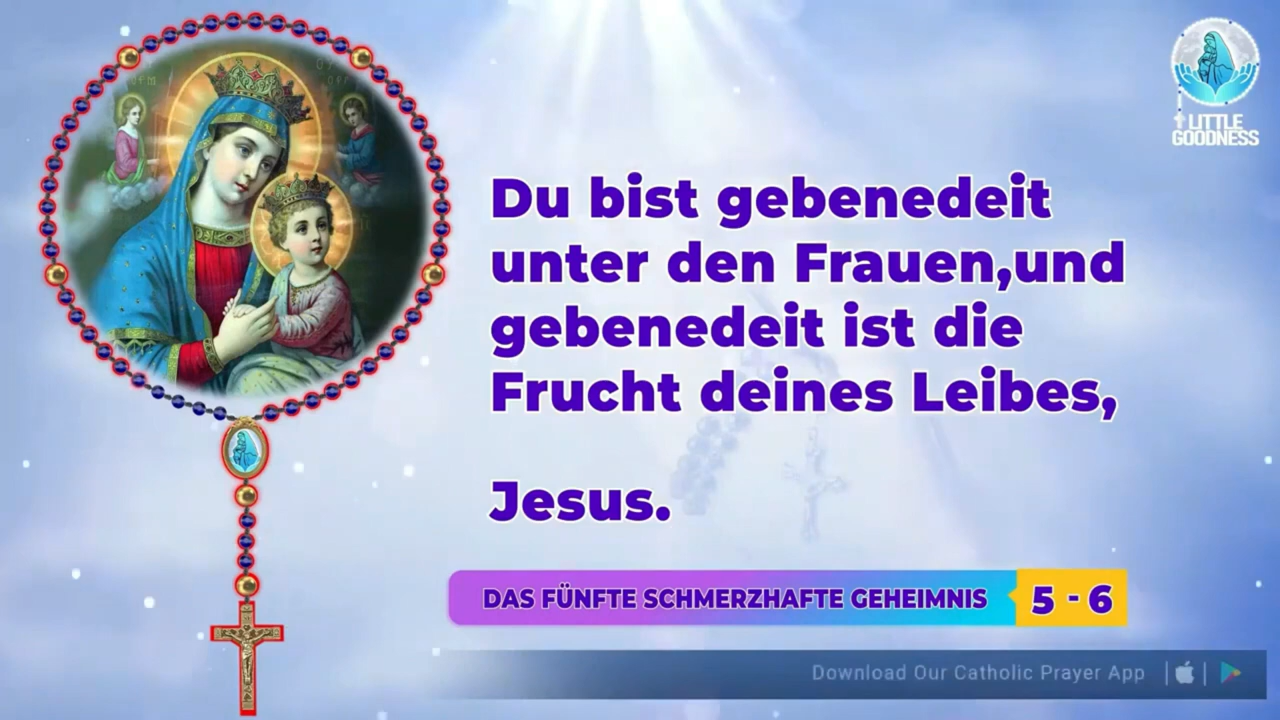 LITTLE
GOODNESS
Du bist gebenedeit
unter den Frauen,und
gebenedeit ist die
Frucht deines Leibes,
Jesus.
DAS FÜNFTE SCHMERZHAFTE GEHEIMNIS 5 - 6
Download Our Catholic Prayer App